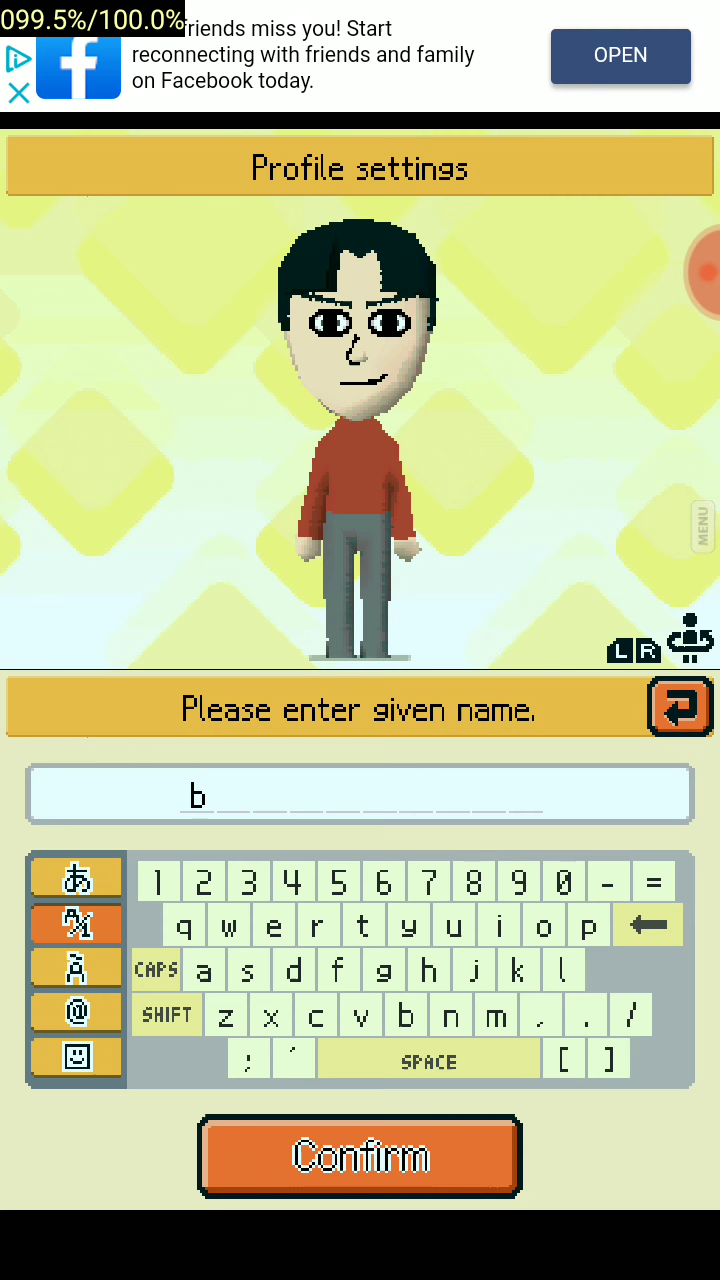 099.5%/100.0%
riends miss you! Start
reconnecting with friends and family
on Facebook today.
OPEN
Profile settings
MENU
L R
Please enter given name.
b
あ 1 2 3 4 5 6 7 8 9 0 - =
A/1 q w e r t y u i o p ←
À CAPS a s d f g h j k l
@ SHIFT z x c v b n m , . /
; ´ SPACE [ ]
Confirm